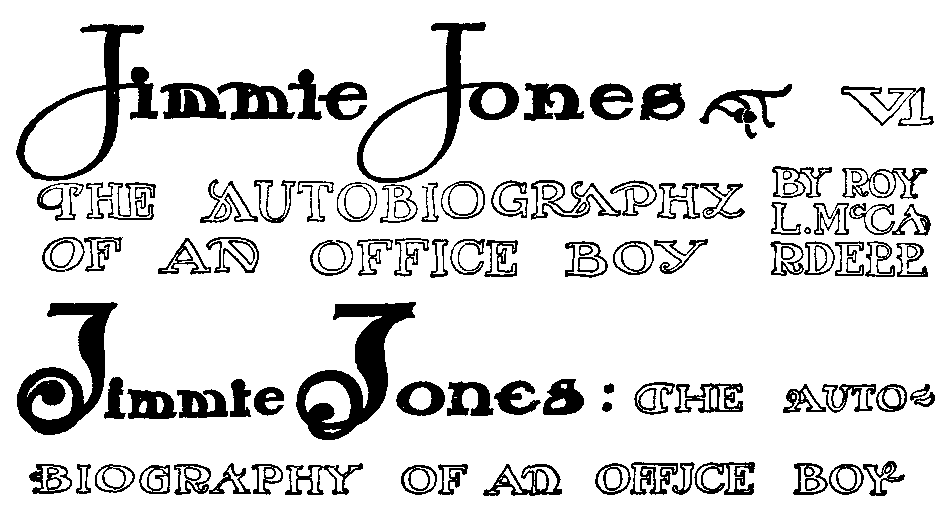 Jimmie Jones VI
THE AUTOBIOGRAPHY
OF AN OFFICE BOY
BY ROY
L. McCA
RDELL
Jimmie Jones: THE AUTO=
BIOGRAPHY OF AN OFFICE BOY